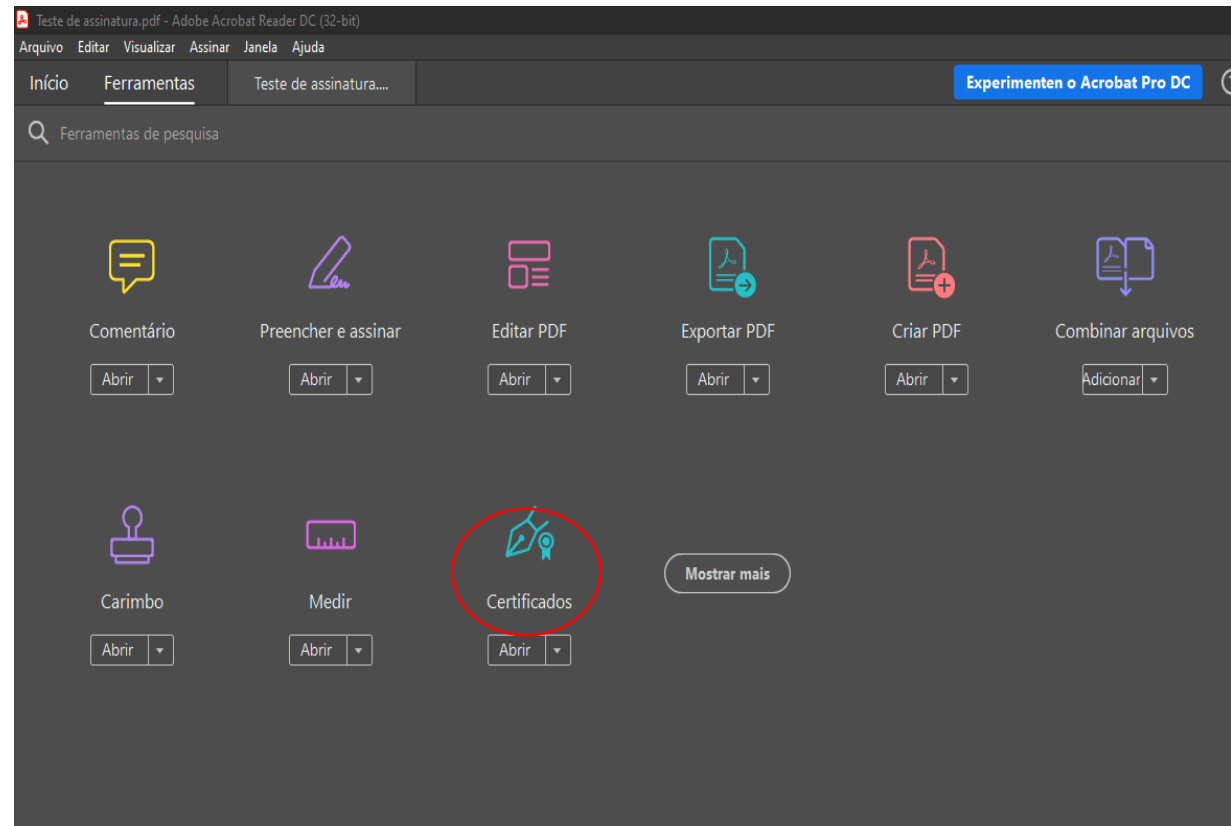 Teste de assinatura.pdf - Adobe Acrobat Reader DC (32-bit)
Arquivo Editar Visualizar Assinar Janela Ajuda
Início Ferramentas Teste de assinatura.... Experimenten o Acrobat Pro DC
Ferramentas de pesquisa
Comentário Preencher e assinar Editar PDF Exportar PDF Criar PDF Combinar arquivos
Abrir Abrir Abrir Abrir Abrir Adicionar
Mostrar mais
Carimbo Medir Certificados
Abrir Abrir Abrir